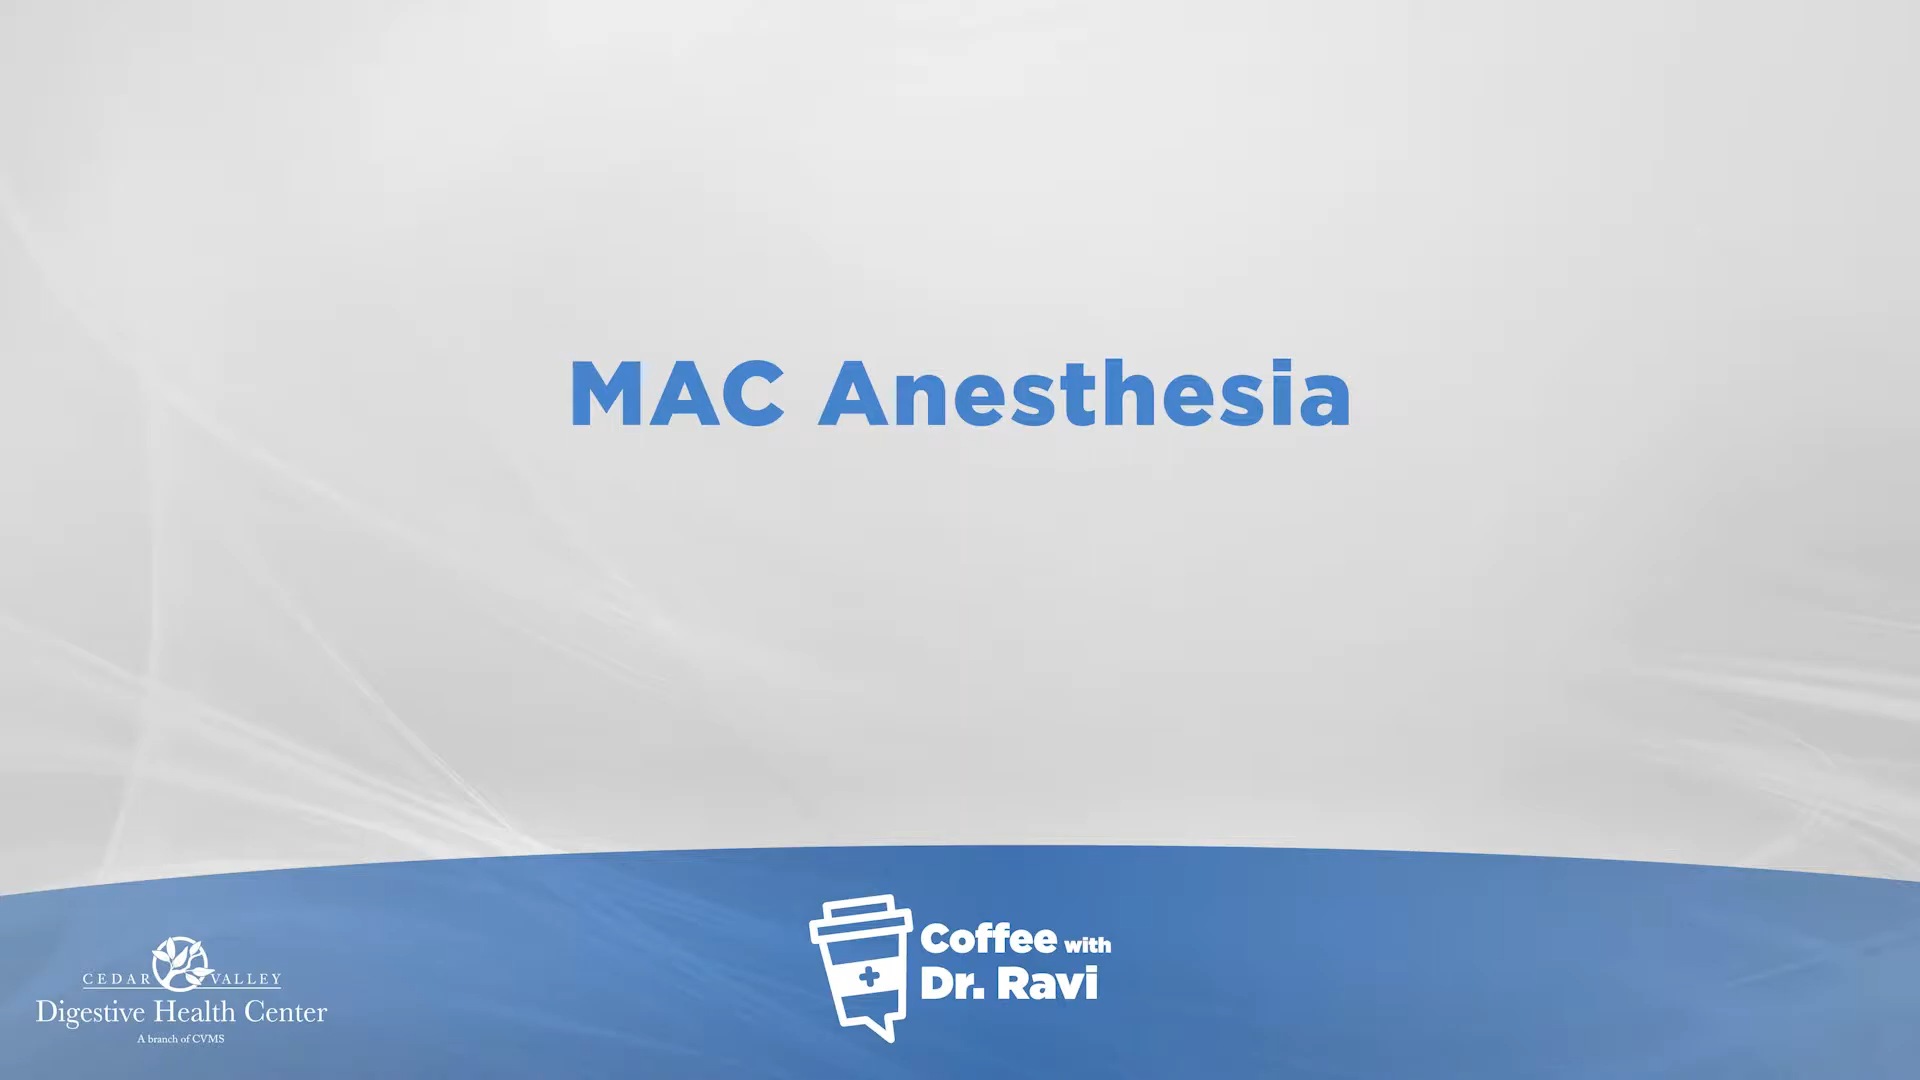 MAC Anesthesia
Coffee with
Dr. Ravi
CEDAR VALLEY
Digestive Health Center
A branch of CVMS